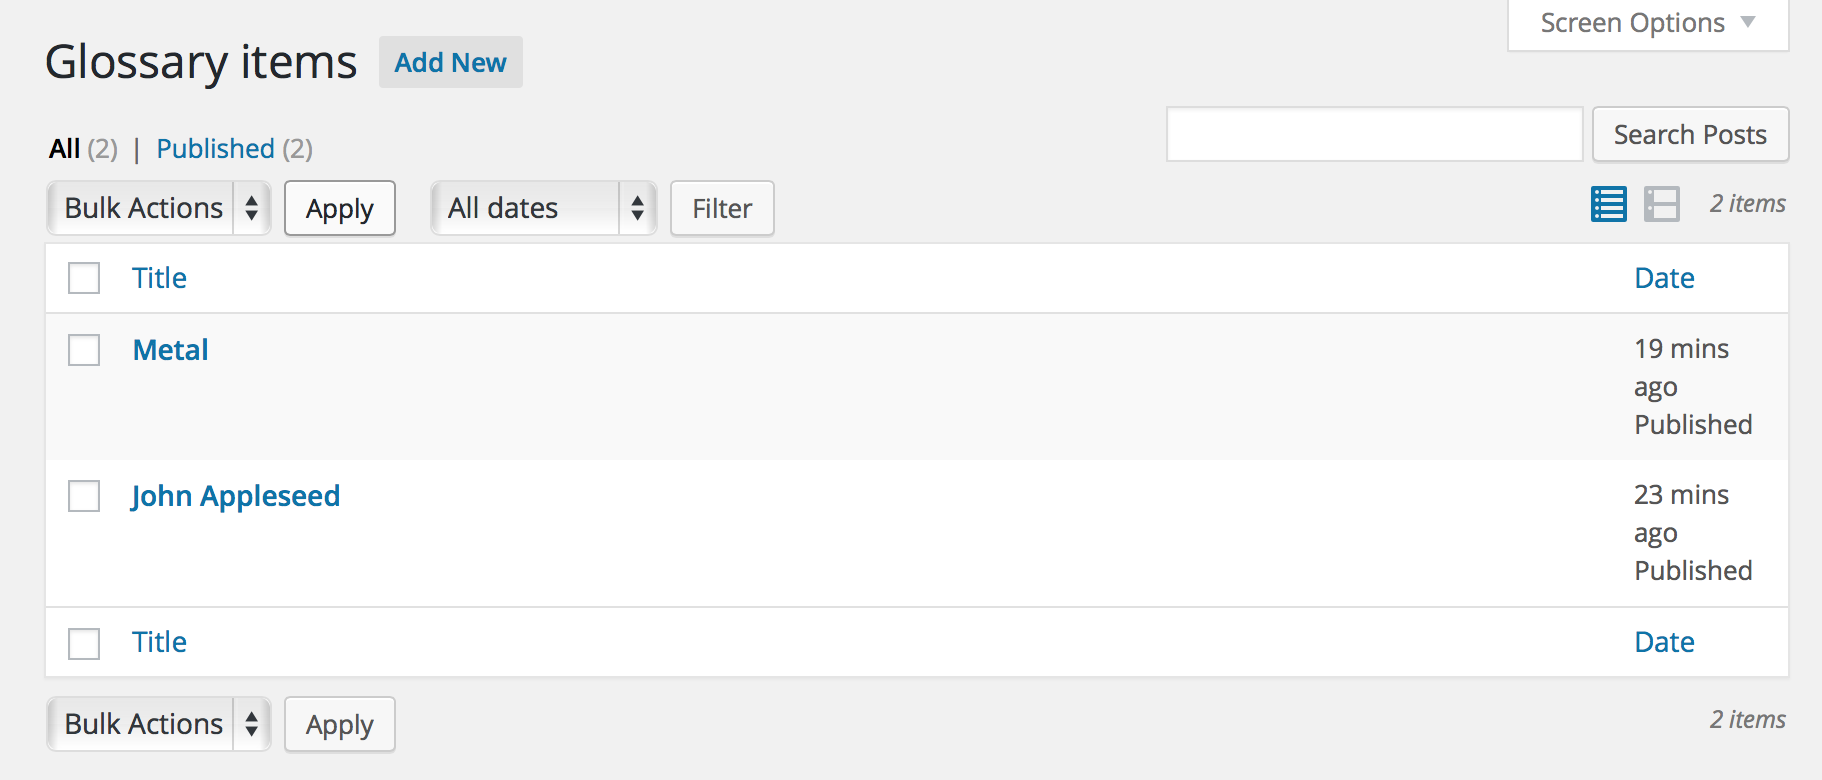 Screen Options
Glossary items Add New
Search Posts
All (2) | Published (2)
Bulk Actions Apply All dates Filter 2 items
Title Date
Metal 19 mins
ago
Published
John Appleseed 23 mins
ago
Published
Title Date
Bulk Actions Apply 2 items